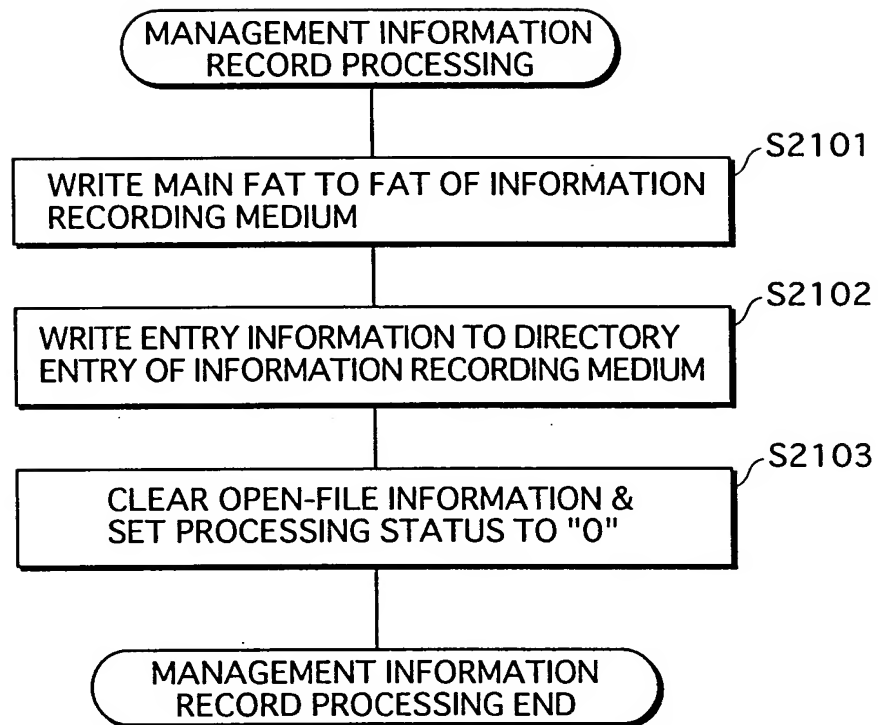 MANAGEMENT INFORMATION
RECORD PROCESSING
S2101
WRITE MAIN FAT TO FAT OF INFORMATION
RECORDING MEDIUM
S2102
WRITE ENTRY INFORMATION TO DIRECTORY
ENTRY OF INFORMATION RECORDING MEDIUM
S2103
CLEAR OPEN-FILE INFORMATION &
SET PROCESSING STATUS TO "0"
MANAGEMENT INFORMATION
RECORD PROCESSING END